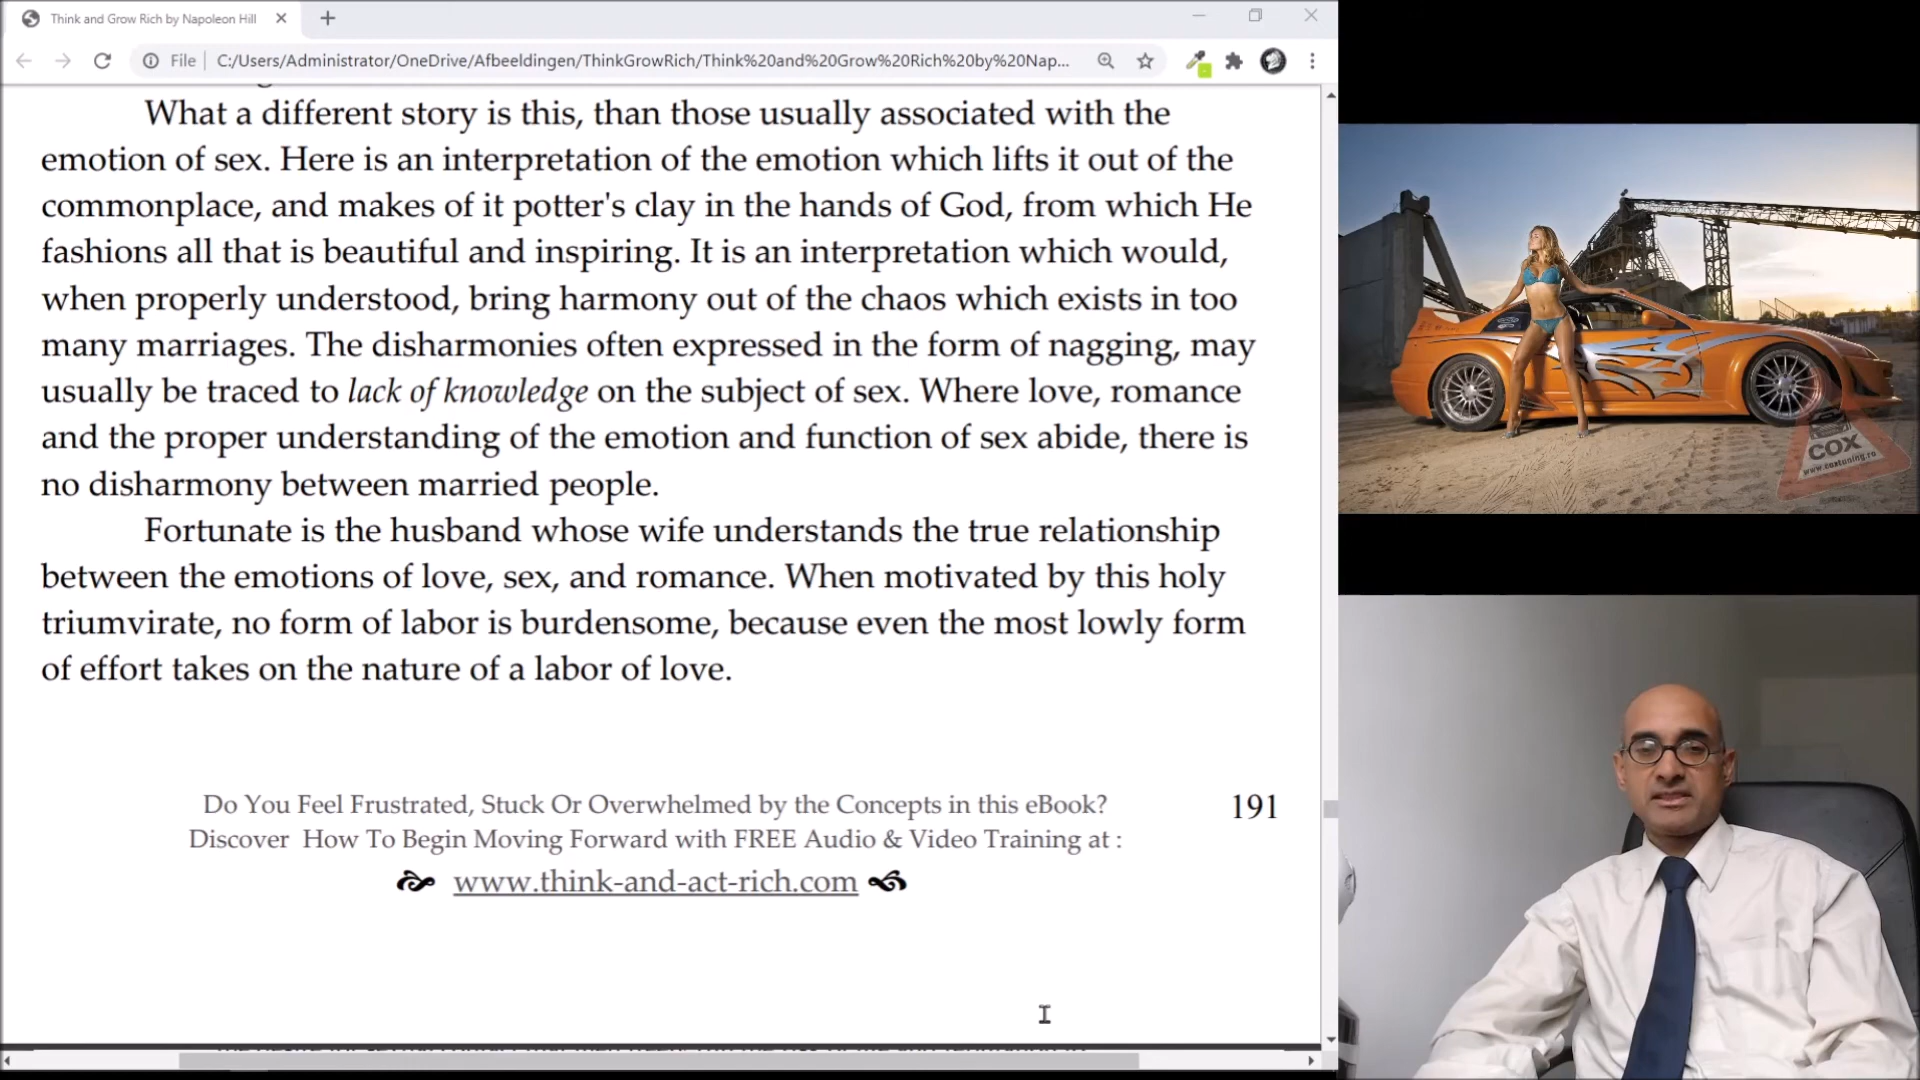 Think and Grow Rich by Napoleon Hill
File
C:/Users/Administrator/OneDrive/Afbeeldingen/ThinkGrowRich/Think%20and%20Grow%20Rich%20by%20Nap...
What a different story is this, than those usually associated with the
emotion of sex. Here is an interpretation of the emotion which lifts it out of the
commonplace, and makes of it potter's clay in the hands of God, from which He
fashions all that is beautiful and inspiring. It is an interpretation which would,
when properly understood, bring harmony out of the chaos which exists in too
many marriages. The disharmonies often expressed in the form of nagging, may
usually be traced to lack of knowledge on the subject of sex. Where love, romance
and the proper understanding of the emotion and function of sex abide, there is
no disharmony between married people.
Fortunate is the husband whose wife understands the true relationship
between the emotions of love, sex, and romance. When motivated by this holy
triumvirate, no form of labor is burdensome, because even the most lowly form
of effort takes on the nature of a labor of love.
Do You Feel Frustrated, Stuck Or Overwhelmed by the Concepts in this eBook?
191
Discover How To Begin Moving Forward with FREE Audio & Video Training at :
www.think-and-act-rich.com
COX
www.coxtuning.ro